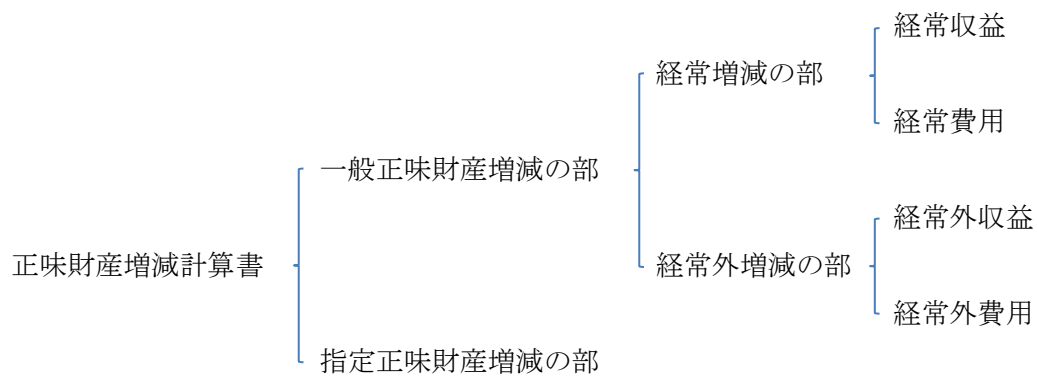 経常収益
経常増減の部
経常費用
一般正味財産増減の部
経常外収益
正味財産増減計算書
経常外増減の部
経常外費用
指定正味財産増減の部